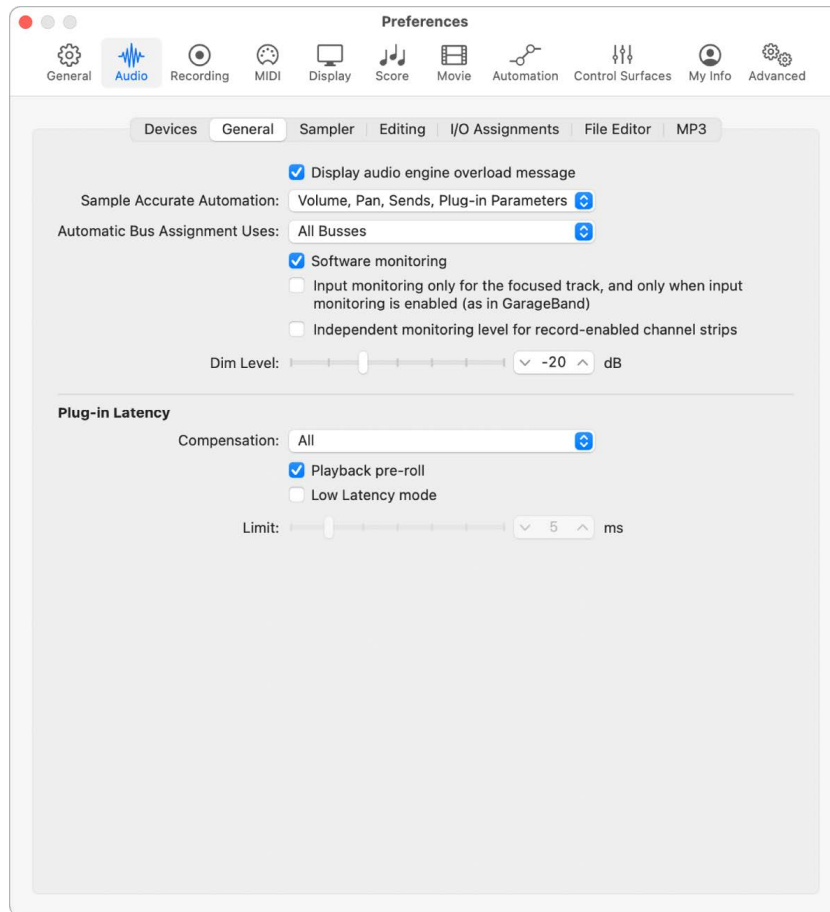 Preferences
General Audio Recording MIDI Display Score Movie Automation Control Surfaces My Info Advanced
Devices General Sampler Editing I/O Assignments File Editor MP3
Display audio engine overload message
Sample Accurate Automation: Volume, Pan, Sends, Plug-in Parameters
Automatic Bus Assignment Uses: All Busses
Software monitoring
Input monitoring only for the focused track, and only when input
monitoring is enabled (as in GarageBand)
Independent monitoring level for record-enabled channel strips
Dim Level: -20 dB
Plug-in Latency
Compensation: All
Playback pre-roll
Low Latency mode
Limit: 5 ms